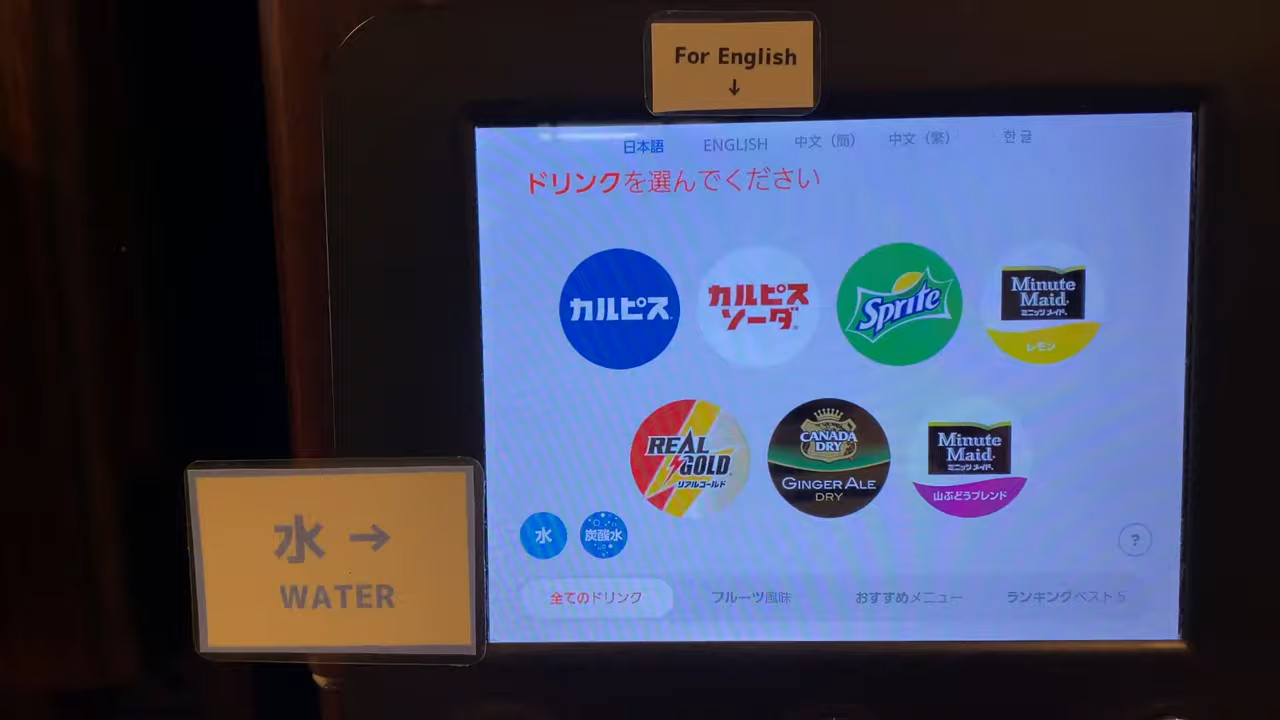 For English
↓
日本語 ENGLISH 中文（簡） 中文（繁） 한글
ドリンクを選んでください
カルピス
カルピス
ソーダ
Sprite
Minute
Maid
ミニッツメイド
レモン
REAL
GOLD
リアルゴールド
CANADA
DRY
GINGER ALE
DRY
Minute
Maid
ミニッツメイド
山ぶどうブレンド
水 →
WATER
水
炭酸水
?
全てのドリンク フルーツ風味 おすすめメニュー ランキングベスト5